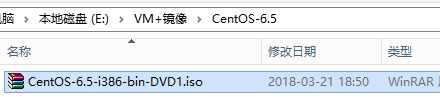 电脑 › 本地磁盘 (E:) › VM+镜像 › CentOS-6.5
名称 修改日期 类型
CentOS-6.5-i386-bin-DVD1.iso 2018-03-21 18:50 WinRAR